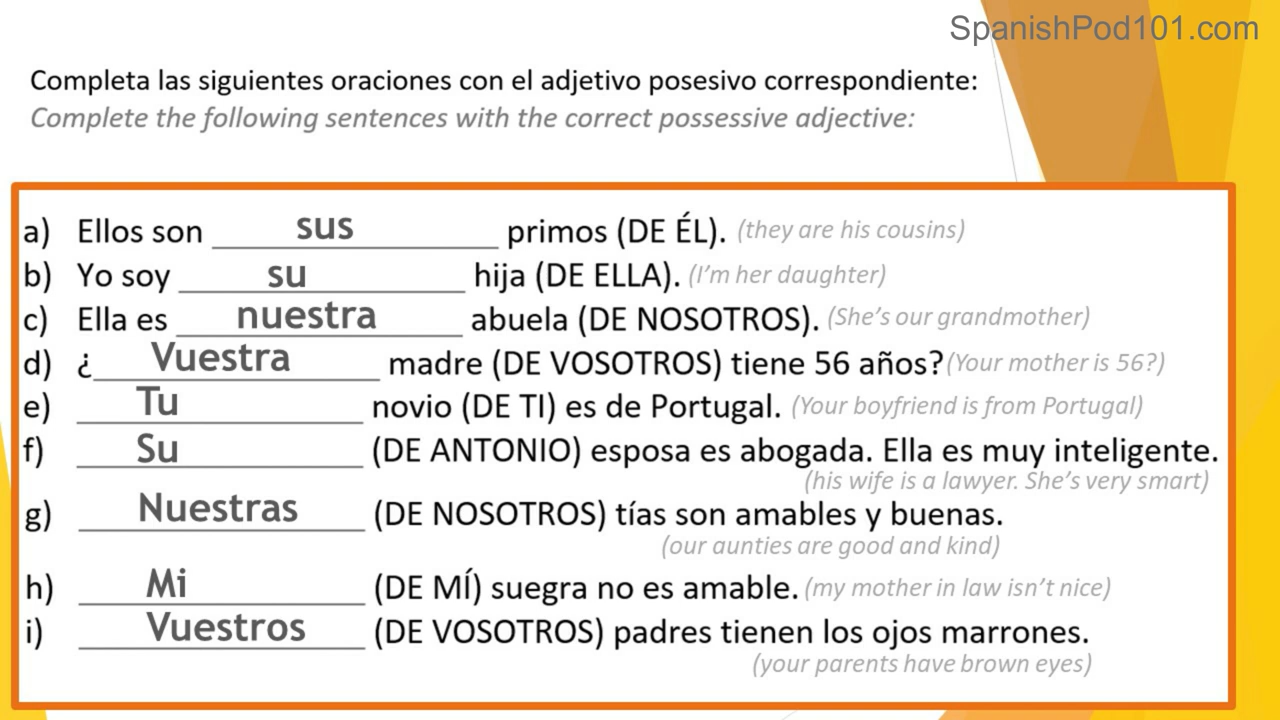 SpanishPod101.com
Completa las siguientes oraciones con el adjetivo posesivo correspondiente:
Complete the following sentences with the correct possessive adjective:
a) Ellos son sus primos (DE ÉL). (they are his cousins)
b) Yo soy su hija (DE ELLA). (I'm her daughter)
c) Ella es nuestra abuela (DE NOSOTROS). (She's our grandmother)
d) ¿ Vuestra madre (DE VOSOTROS) tiene 56 años? (Your mother is 56?)
e) Tu novio (DE TI) es de Portugal. (Your boyfriend is from Portugal)
f) Su (DE ANTONIO) esposa es abogada. Ella es muy inteligente.
(his wife is a lawyer. She's very smart)
g) Nuestras (DE NOSOTROS) tías son amables y buenas.
(our aunties are good and kind)
h) Mi (DE MÍ) suegra no es amable. (my mother in law isn't nice)
i) Vuestros (DE VOSOTROS) padres tienen los ojos marrones.
(your parents have brown eyes)